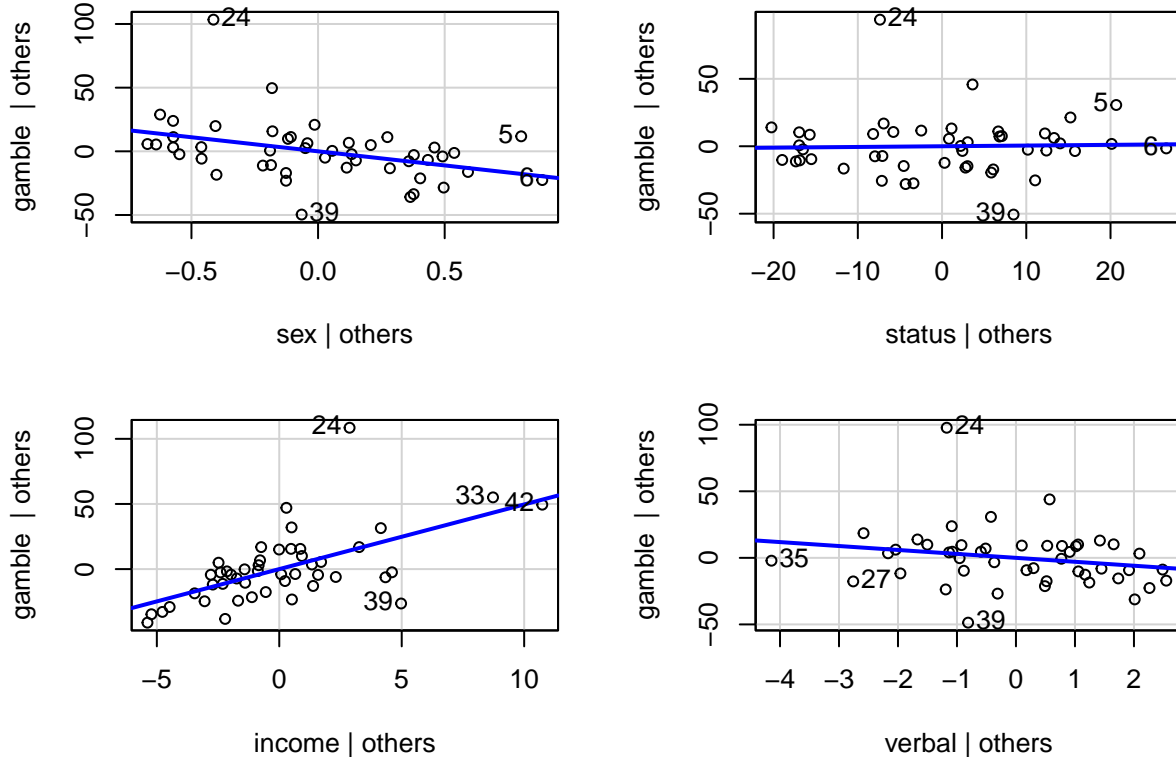 24
5
39
−50 0 50 100
gamble | others
−0.5 0.0 0.5
sex | others
24
5
39
−50 0 50
gamble | others
−20 −10 0 10 20
status | others
24
33
42
39
0 50 100
gamble | others
−5 0 5 10
income | others
24
35
27
39
−50 0 50 100
gamble | others
−4 −3 −2 −1 0 1 2
verbal | others